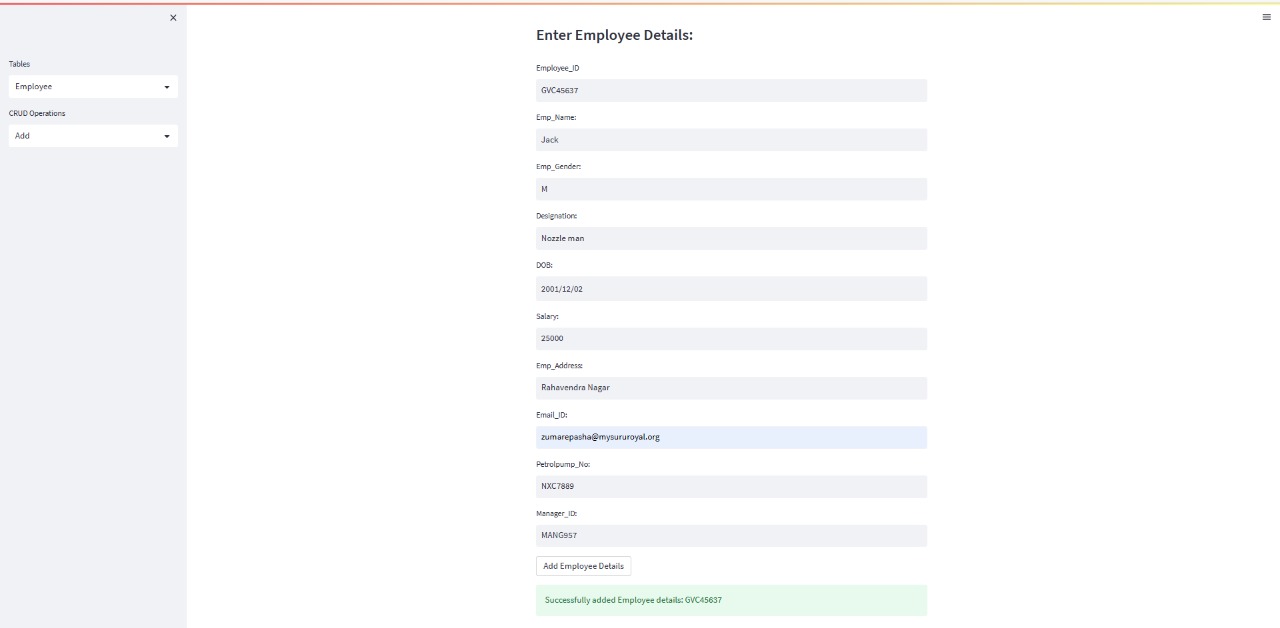 Tables
Employee
CRUD Operations
Add
Enter Employee Details:
Employee_ID
GVC45637
Emp_Name:
Jack
Emp_Gender:
M
Designation:
Nozzle man
DOB:
2001/12/02
Salary:
25000
Emp_Address:
Rahavendra Nagar
Email_ID:
zumarepasha@mysururoyal.org
Petrolpump_No:
NXC7889
Manager_ID:
MANG957
Add Employee Details
Successfully added Employee details: GVC45637